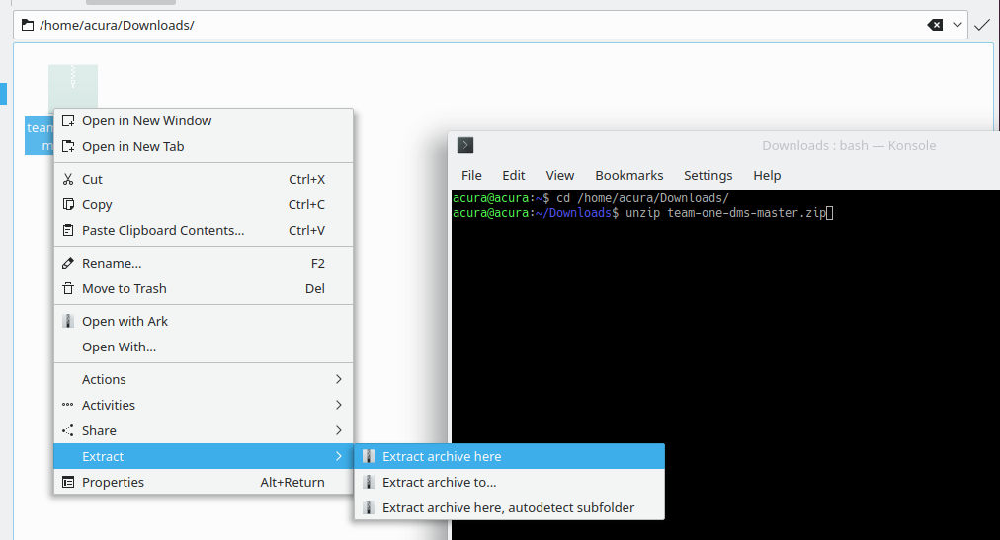 /home/acura/Downloads/
team
m
Open in New Window
Open in New Tab
Cut Ctrl+X
Copy Ctrl+C
Paste Clipboard Contents... Ctrl+V
Rename... F2
Move to Trash Del
Open with Ark
Open With...
Actions
Activities
Share
Extract
Properties Alt+Return
Extract archive here
Extract archive to...
Extract archive here, autodetect subfolder
Downloads : bash — Konsole
File Edit View Bookmarks Settings Help
acura@acura:~$ cd /home/acura/Downloads/
acura@acura:~/Downloads$ unzip team-one-dms-master.zip